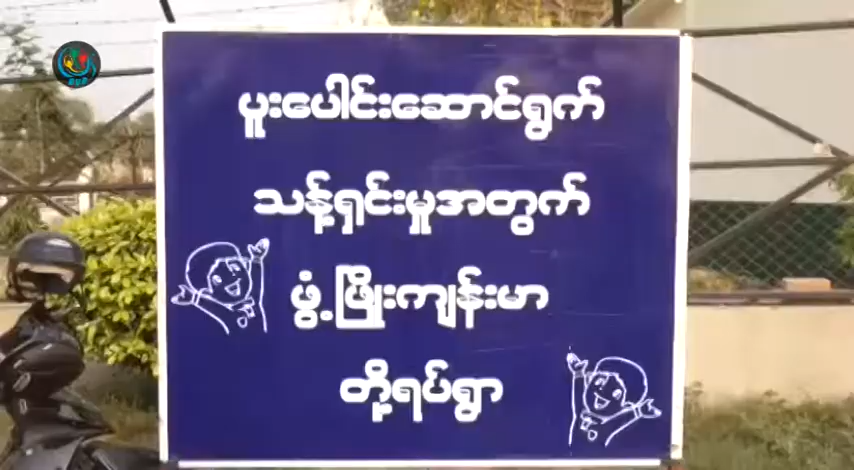 ပူးပေါင်းဆောင်ရွက်
သန့်ရှင်းမှုအတွက်
ဖွံ့ဖြိုးကျန်းမာ
တို့ရပ်ရွာ